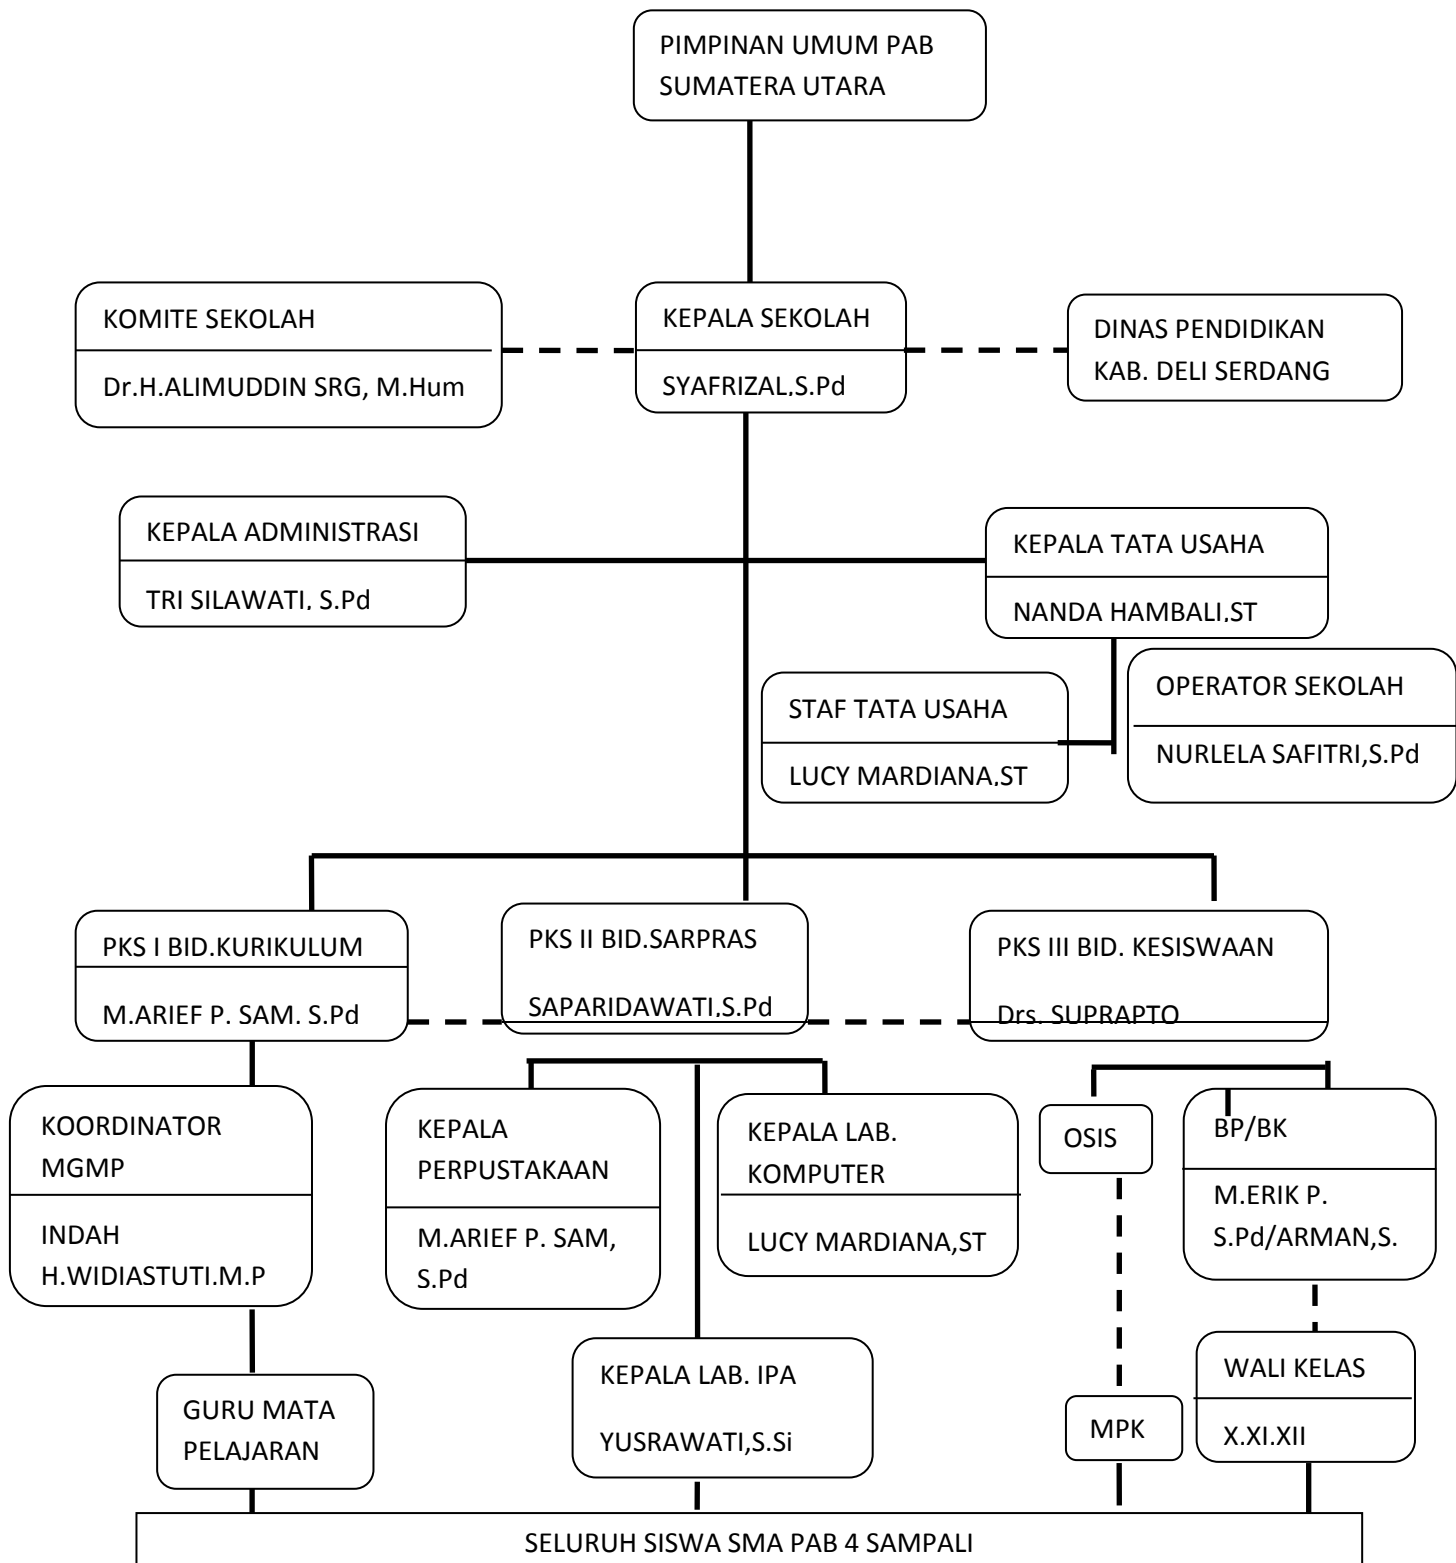 PIMPINAN UMUM PAB
SUMATERA UTARA
KOMITE SEKOLAH
Dr.H.ALIMUDDIN SRG, M.Hum
KEPALA SEKOLAH
SYAFRIZAL,S.Pd
DINAS PENDIDIKAN
KAB. DELI SERDANG
KEPALA ADMINISTRASI
TRI SILAWATI, S.Pd
KEPALA TATA USAHA
NANDA HAMBALI,ST
STAF TATA USAHA
LUCY MARDIANA,ST
OPERATOR SEKOLAH
NURLELA SAFITRI,S.Pd
PKS I BID.KURIKULUM
M.ARIEF P. SAM. S.Pd
PKS II BID.SARPRAS
SAPARIDAWATI,S.Pd
PKS III BID. KESISWAAN
Drs. SUPRAPTO
KOORDINATOR
MGMP
INDAH
H.WIDIASTUTI.M.P
KEPALA
PERPUSTAKAAN
M.ARIEF P. SAM,
S.Pd
KEPALA LAB.
KOMPUTER
LUCY MARDIANA,ST
OSIS
BP/BK
M.ERIK P.
S.Pd/ARMAN,S.
GURU MATA
PELAJARAN
KEPALA LAB. IPA
YUSRAWATI,S.Si
MPK
WALI KELAS
X.XI.XII
SELURUH SISWA SMA PAB 4 SAMPALI